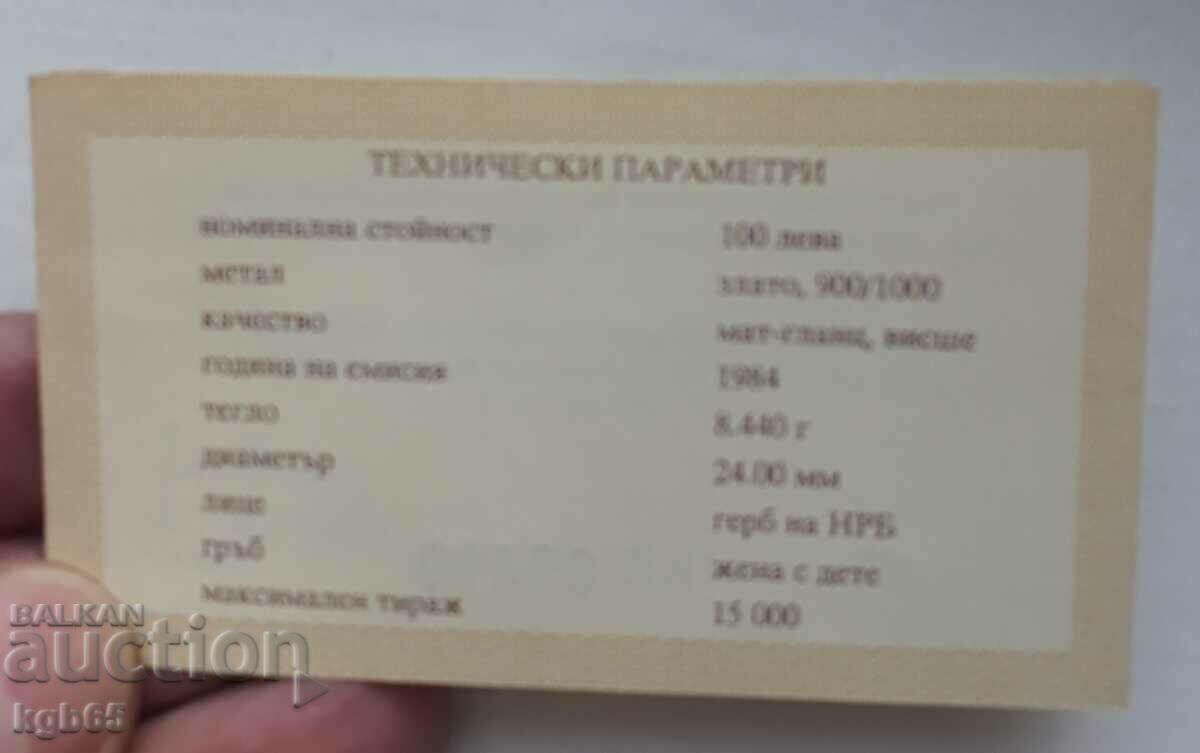 ТЕХНИЧЕСКИ ПАРАМЕТРИ
номинална стойност 100 лева
метал злато, 900/1000
качество мат-гланц, висше
година на емисия 1984
тегло 8.440 г
диаметър 24.00 мм
лице герб на НРБ
гръб жена с дете
максимален тираж 15 000
BALKAN
auction
kgb65